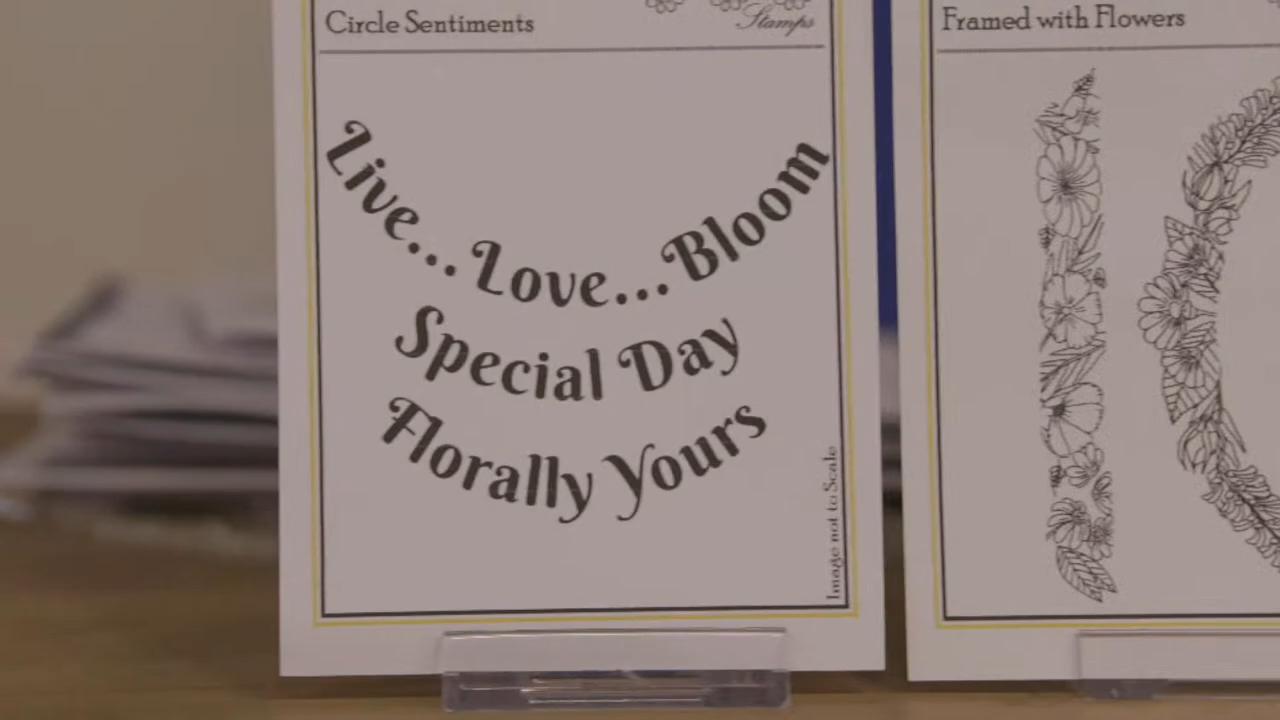 Circle Sentiments
Stamps
Live...Love...Bloom
Special Day
Florally Yours
Image not to Scale
Framed with Flowers